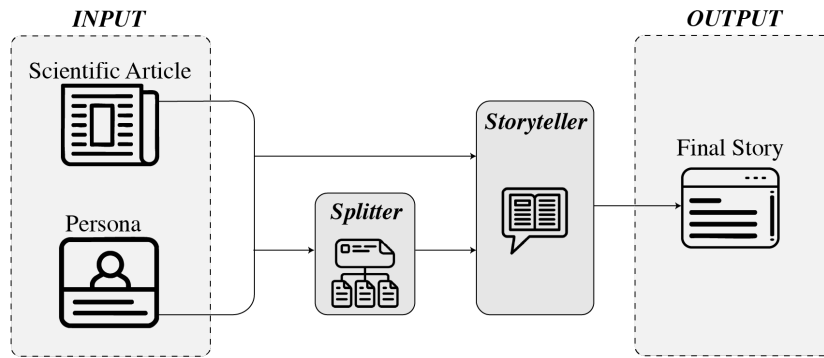 INPUT
OUTPUT
Scientific Article
Storyteller
Final Story
Persona
Splitter